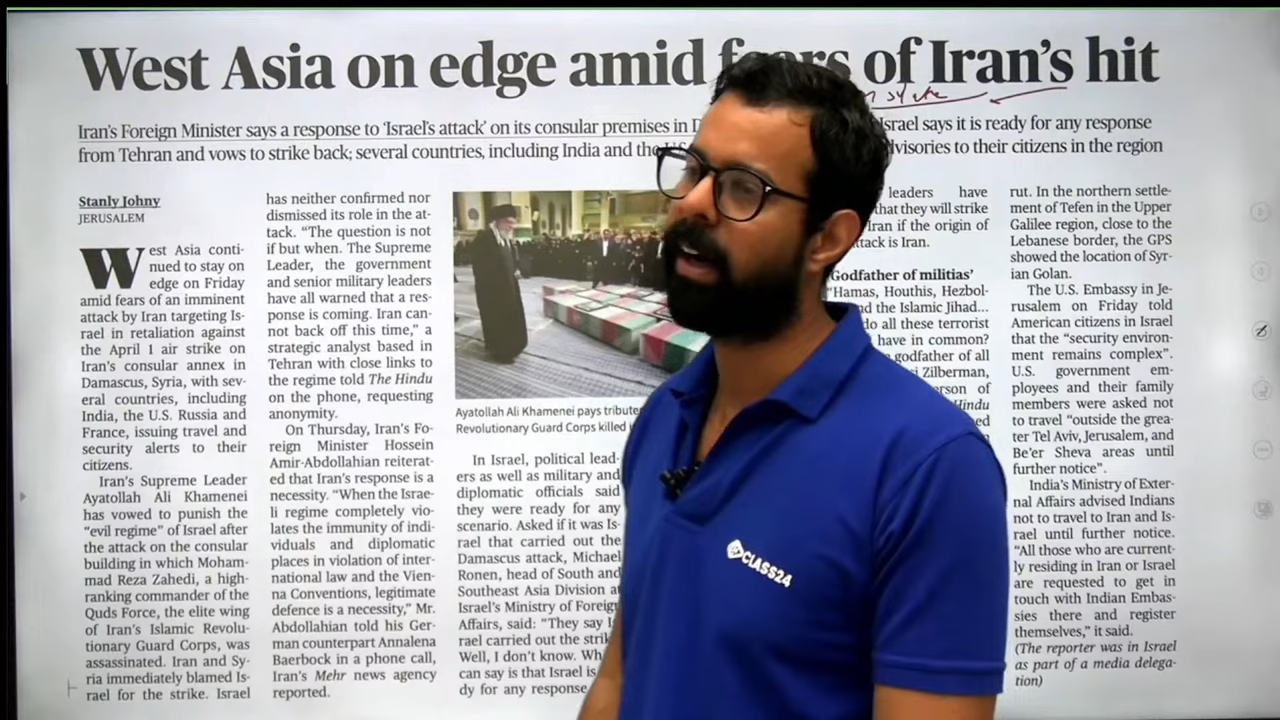 West Asia on edge amid fears of Iran's hit
Iran's Foreign Minister says a response to 'Israel's attack' on its consular premises in
Israel says it is ready for any response
from Tehran and vows to strike back; several countries, including India and the
advisories to their citizens in the region
Stanly Johny
JERUSALEM
West Asia conti-
nued to stay on
edge on Friday
amid fears of an imminent
attack by Iran targeting Is-
rael in retaliation against
the April 1 air strike on
Iran's consular annex in
Damascus, Syria, with sev-
eral countries, including
India, the U.S. Russia and
France, issuing travel and
security alerts to their
citizens.
Iran's Supreme Leader
Ayatollah Ali Khamenei
has vowed to punish the
"evil regime" of Israel after
the attack on the consular
building in which Moham-
mad Reza Zahedi, a high-
ranking commander of the
Quds Force, the elite wing
of Iran's Islamic Revolu-
tionary Guard Corps, was
assassinated. Iran and Sy-
ria immediately blamed Is-
rael for the strike. Israel
has neither confirmed nor
dismissed its role in the at-
tack. "The question is not
if but when. The Supreme
Leader, the government
and senior military leaders
have all warned that a res-
ponse is coming. Iran can-
not back off this time," a
strategic analyst based in
Tehran with close links to
the regime told The Hindu
on the phone, requesting
anonymity.
On Thursday, Iran's Fo-
reign Minister Hossein
Amir-Abdollahian reiterat-
ed that Iran's response is a
necessity. "When the Israe-
li regime completely vio-
lates the immunity of indi-
viduals and diplomatic
places in violation of inter-
national law and the Vien-
na Conventions, legitimate
defence is a necessity," Mr.
Abdollahian told his Ger-
man counterpart Annalena
Baerbock in a phone call,
Iran's Mehr news agency
reported.
Ayatollah Ali Khamenei pays tribute
Revolutionary Guard Corps killed
In Israel, political lead-
ers as well as military and
diplomatic officials said
they were ready for any
scenario. Asked if it was Is-
rael that carried out the
Damascus attack, Michael
Ronen, head of South and
Southeast Asia Division at
Israel's Ministry of Foreign
Affairs, said: "They say Is-
rael carried out the strik
Well, I don't know. Wh
can say is that Israel is
dy for any response
leaders have
that they will strike
Iran if the origin of
attack is Iran.
'Godfather of militias'
"Hamas, Houthis, Hezbol-
nd the Islamic Jihad...
do all these terrorist
have in common?
godfather of all
Zilberman,
erson of
Hindu
ed
rut. In the northern settle-
ment of Tefen in the Upper
Galilee region, close to the
Lebanese border, the GPS
showed the location of Syr-
ian Golan.
The U.S. Embassy in Je-
rusalem on Friday told
American citizens in Israel
that the "security environ-
ment remains complex".
U.S. government em-
ployees and their family
members were asked not
to travel "outside the grea-
ter Tel Aviv, Jerusalem, and
Be'er Sheva areas until
further notice".
India's Ministry of Exter-
nal Affairs advised Indians
not to travel to Iran and Is-
rael until further notice.
"All those who are current-
ly residing in Iran or Israel
are requested to get in
touch with Indian Embas-
sies there and register
themselves," it said.
(The reporter was in Israel
as part of a media delega-
tion)
CLASS24